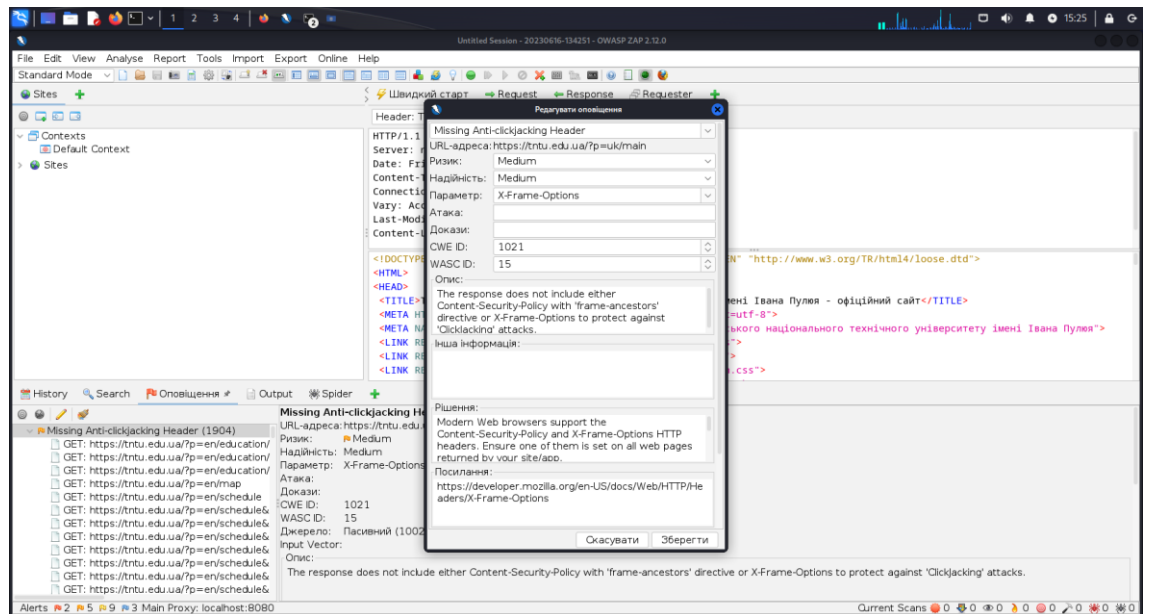 1 2 3 4
15:25
Untitled Session - 20230616-134251 - OWASP ZAP 2.12.0
File Edit View Analyse Report Tools Import Export Online Help
Standard Mode
Sites
Швидкий старт Request Response Requester
Contexts
Default Context
Sites
Header: T
HTTP/1.1
Server: n
Date: Fri
Content-T
Connectio
Vary: Acc
Last-Modi
Content-L
<!DOCTYPE
EN" "http://www.w3.org/TR/html4/loose.dtd">
<HTML>
<HEAD>
<TITLE>Т
мені Івана Пулюя - офіційний сайт</TITLE>
<META HT
=utf-8">
<META NA
ського національного технічного університету імені Івана Пулюя">
<LINK RE
">
<LINK RE
">
<LINK RE
.css">
Редагувати оповіщення
Missing Anti-clickjacking Header
URL-адреса: https://tntu.edu.ua/?p=uk/main
Ризик: Medium
Надійність: Medium
Параметр: X-Frame-Options
Атака:
Докази:
CWE ID: 1021
WASC ID: 15
Опис:
The response does not include either
Content-Security-Policy with 'frame-ancestors'
directive or X-Frame-Options to protect against
'ClickJacking' attacks.
Інша інформація:
Рішення:
Modern Web browsers support the
Content-Security-Policy and X-Frame-Options HTTP
headers. Ensure one of them is set on all web pages
returned by your site/app.
Посилання:
https://developer.mozilla.org/en-US/docs/Web/HTTP/He
aders/X-Frame-Options
Скасувати Зберегти
History Search Оповіщення Output Spider
Missing Anti-clickjacking Header (1904)
GET: https://tntu.edu.ua/?p=en/education/
GET: https://tntu.edu.ua/?p=en/education/
GET: https://tntu.edu.ua/?p=en/education/
GET: https://tntu.edu.ua/?p=en/map
GET: https://tntu.edu.ua/?p=en/schedule
GET: https://tntu.edu.ua/?p=en/schedule&
GET: https://tntu.edu.ua/?p=en/schedule&
GET: https://tntu.edu.ua/?p=en/schedule&
GET: https://tntu.edu.ua/?p=en/schedule&
GET: https://tntu.edu.ua/?p=en/schedule&
GET: https://tntu.edu.ua/?p=en/schedule&
Missing Anti-clickjacking He
URL-адреса: https://tntu.edu.
Ризик: Medium
Надійність: Medium
Параметр: X-Frame-Options
Атака:
Докази:
CWE ID: 1021
WASC ID: 15
Джерело: Пасивний (1002
Input Vector:
Опис:
The response does not include either Content-Security-Policy with 'frame-ancestors' directive or X-Frame-Options to protect against 'ClickJacking' attacks.
Alerts 2 5 9 3 Main Proxy: localhost:8080
Current Scans 0 0 0 0 0 0 0 0